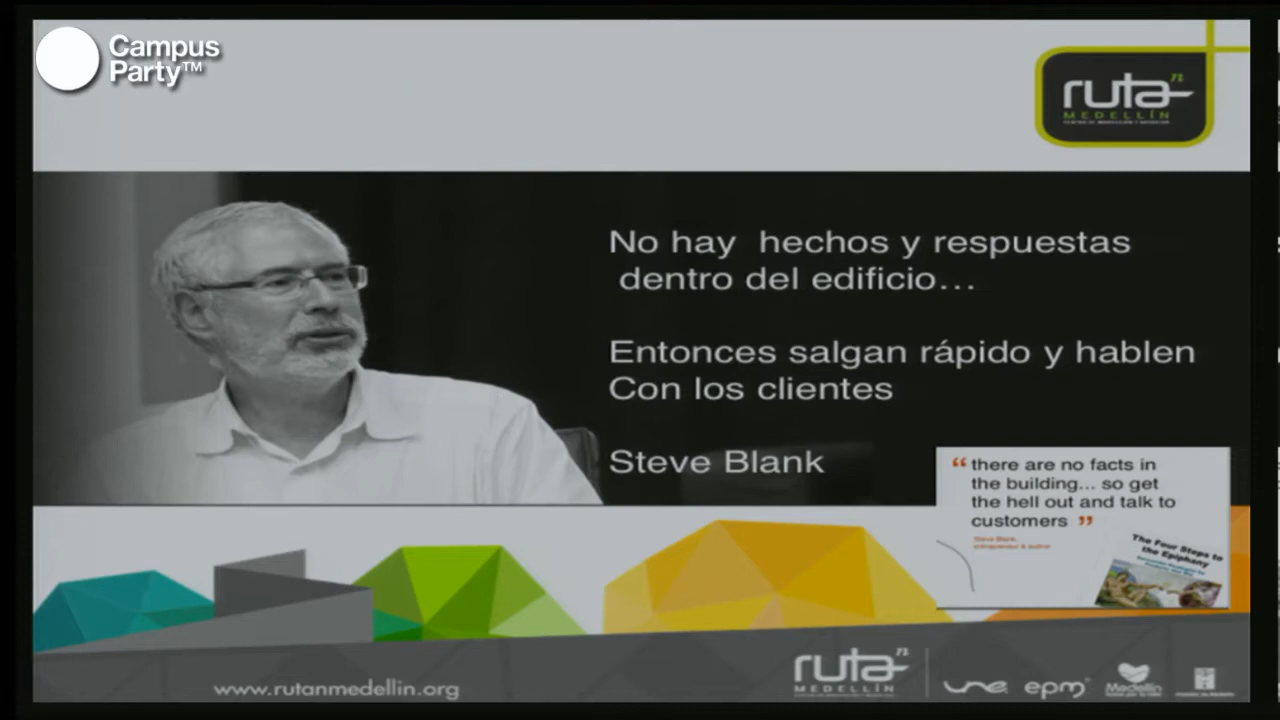 Campus
Party™
ruta n
MEDELLÍN
No hay hechos y respuestas
dentro del edificio...
Entonces salgan rápido y hablen
Con los clientes
Steve Blank
“ there are no facts in
the building... so get
the hell out and talk to
customers ”
Steve Blank
entrepreneur & author
The Four Steps to
the Epiphany
www.rutanmedellin.org
ruta n
MEDELLÍN
une
epm
Medellín